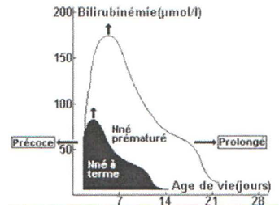 200 Bilirubinémie(µmol/l)
150
100
Nné
prématuré
Précoce
Prolongé
50
Nné à
terme
Age de vie(jours)
7 14 21 28